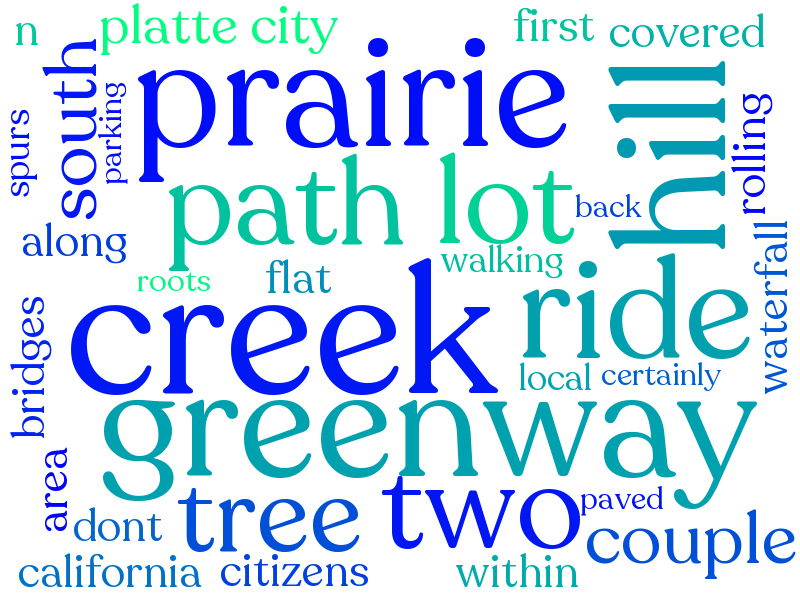 n
platte city
first
covered
prairie
hill
south
parking
spurs
rolling
path lot
back
along
walking
waterfall
roots
flat
creek
ride
bridges
local
certainly
greenway
area
tree
two
paved
dont
couple
california
citizens
within